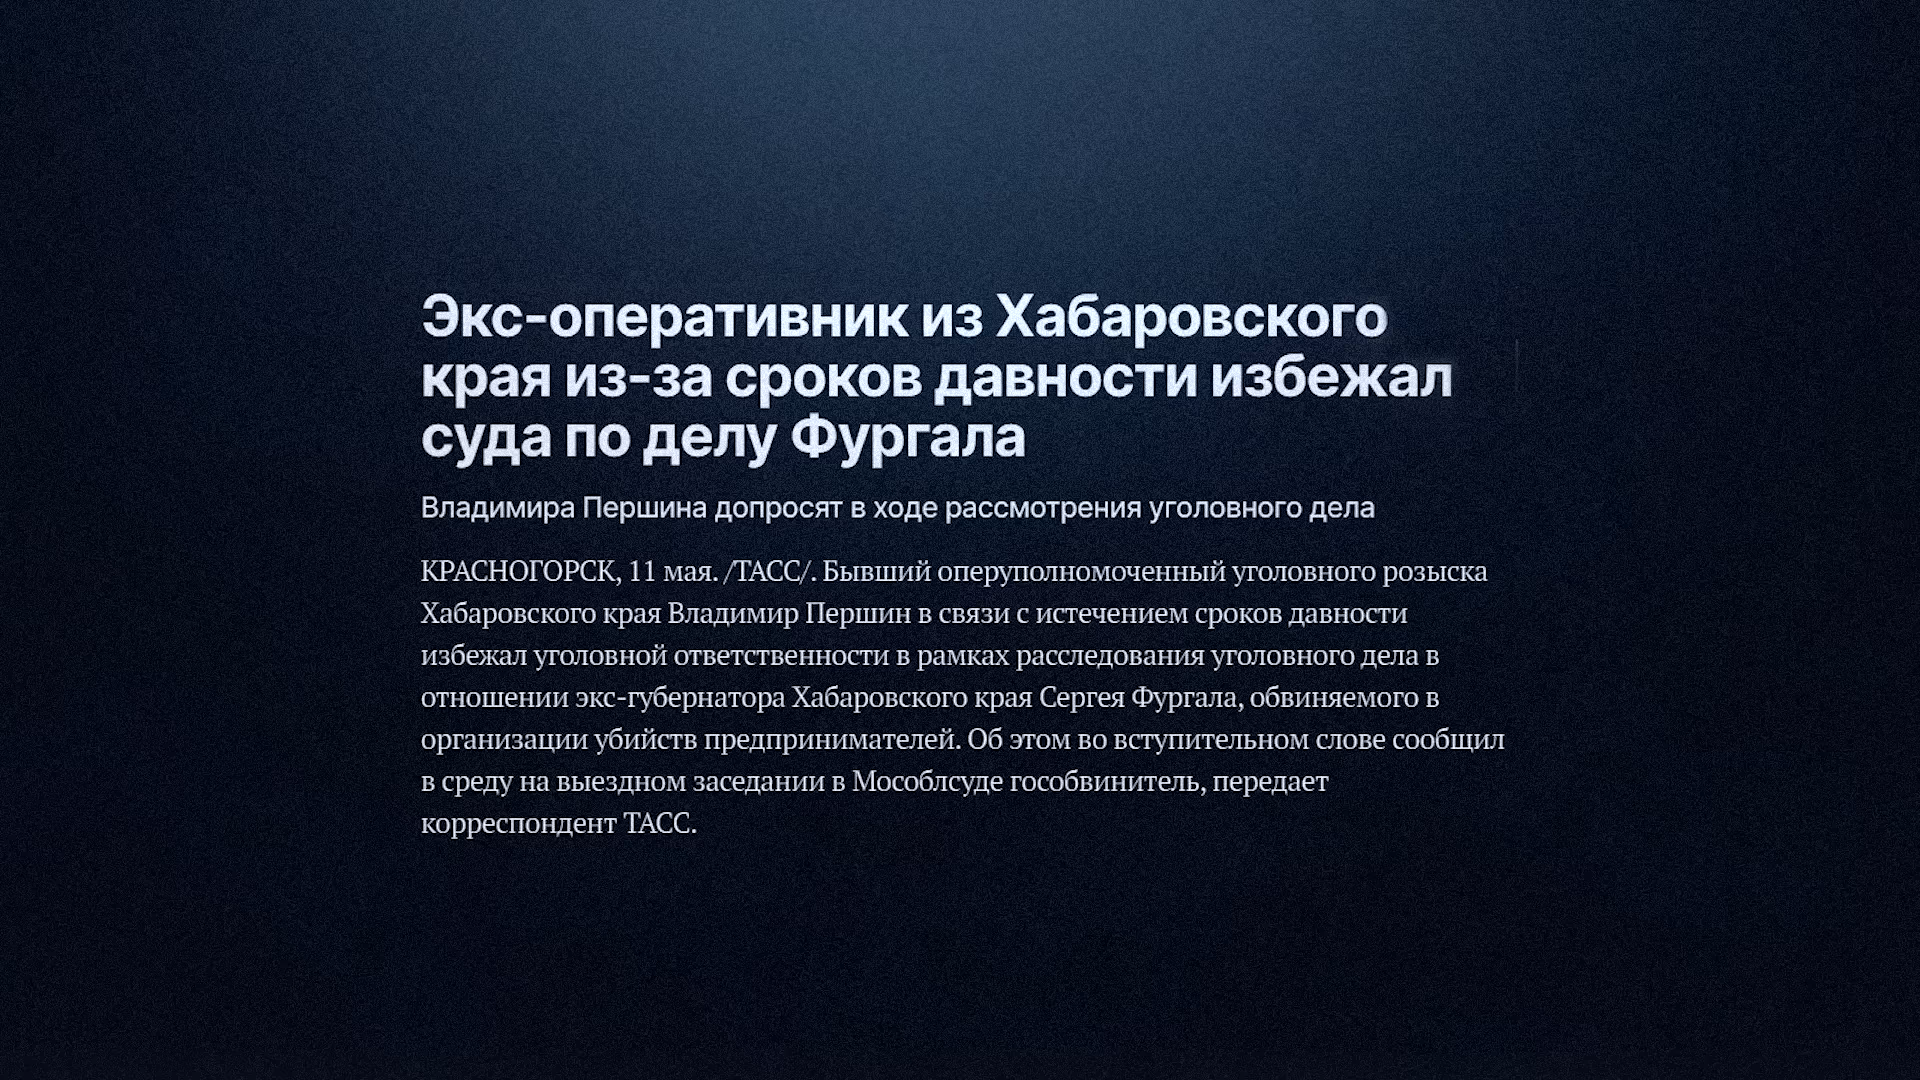 Экс-оперативник из Хабаровского
края из-за сроков давности избежал
суда по делу Фургала
Владимира Першина допросят в ходе рассмотрения уголовного дела
КРАСНОГОРСК, 11 мая. /ТАСС/. Бывший оперуполномоченный уголовного розыска
Хабаровского края Владимир Першин в связи с истечением сроков давности
избежал уголовной ответственности в рамках расследования уголовного дела в
отношении экс-губернатора Хабаровского края Сергея Фургала, обвиняемого в
организации убийств предпринимателей. Об этом во вступительном слове сообщил
в среду на выездном заседании в Мособлсуде гособвинитель, передает
корреспондент ТАСС.